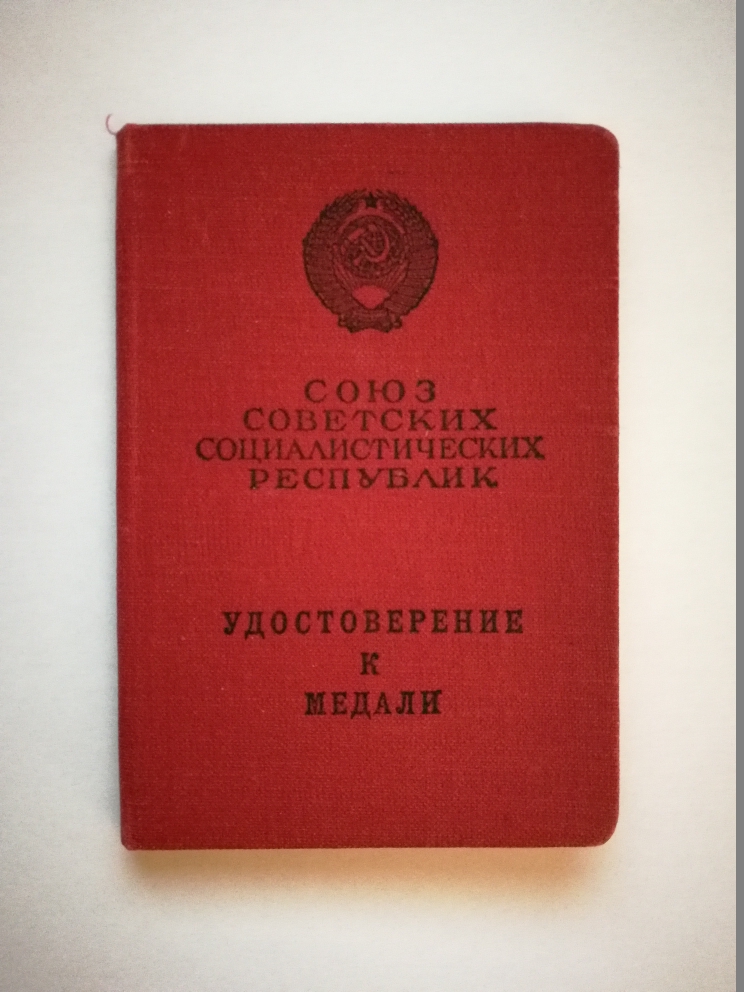 СОЮЗ
СОВЕТСКИХ
СОЦИАЛИСТИЧЕСКИХ
РЕСПУБЛИК
УДОСТОВЕРЕНИЕ
К
МЕДАЛИ